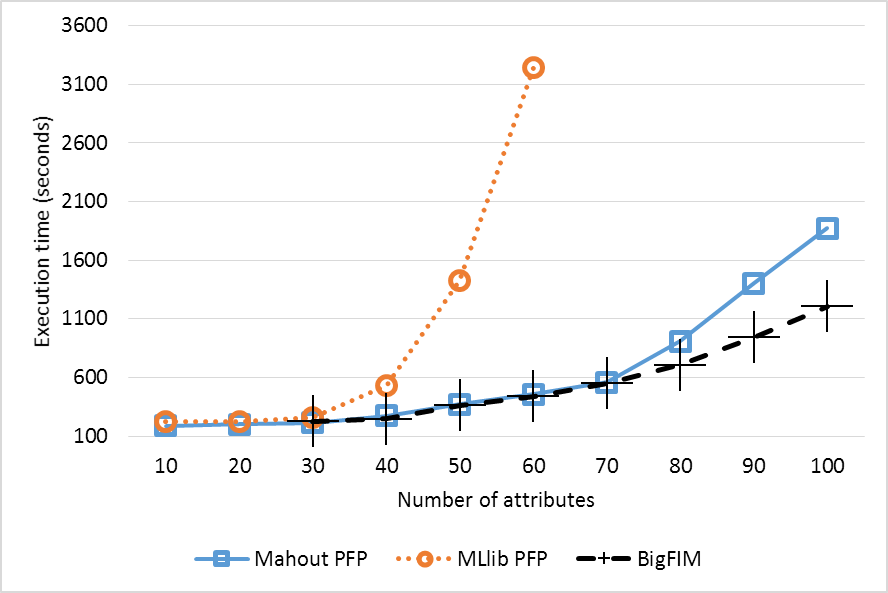 3600
3100
2600
2100
1600
1100
600
100
Execution time (seconds)
10 20 30 40 50 60 70 80 90 100
Number of attributes
Mahout PFP MLlib PFP BigFIM